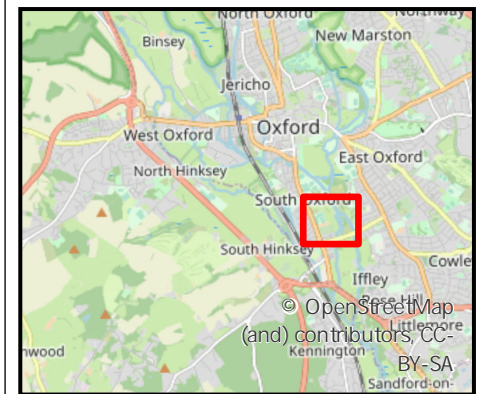 North Oxford
Northway
Binsey
New Marston
Jericho
Oxford
West Oxford
East Oxford
North Hinksey
South Oxford
South Hinksey
Cowle
Iffley
Rose Hill
© OpenStreetMap
Littlemore
(and) contributors, CC-
nwood
Kennington
BY-SA
Sandford-on-